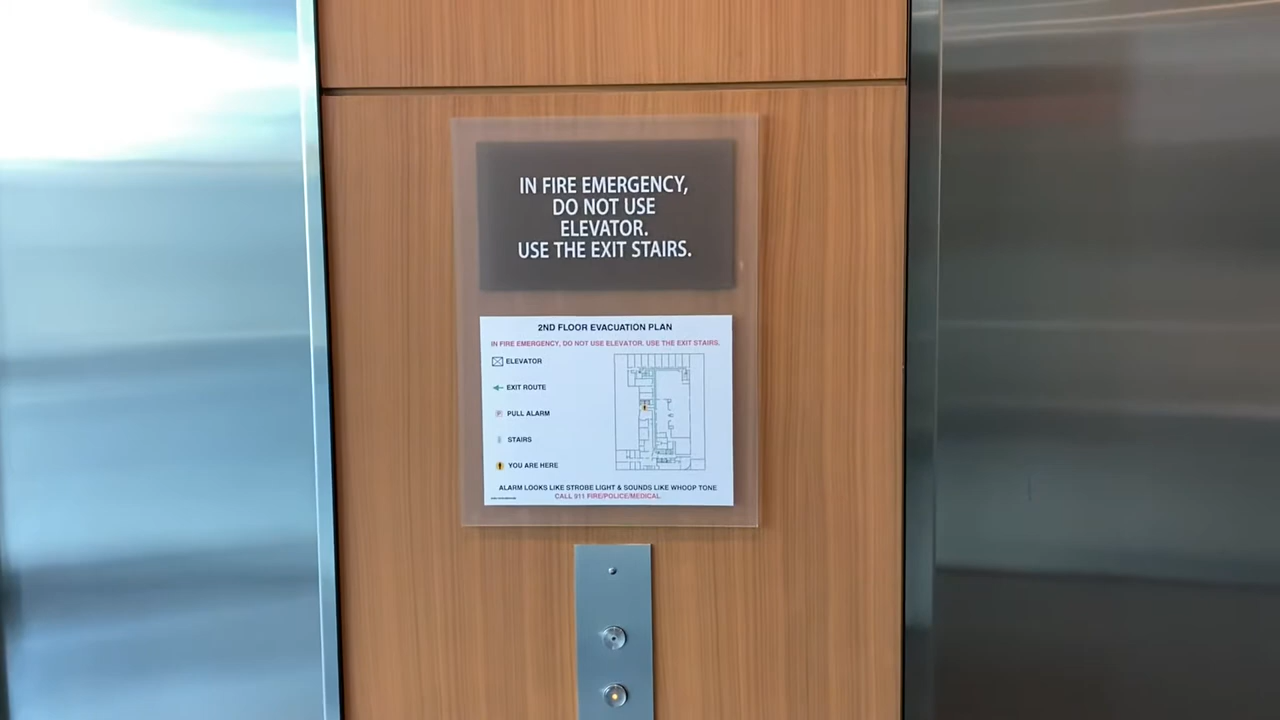 IN FIRE EMERGENCY,
DO NOT USE
ELEVATOR.
USE THE EXIT STAIRS.
2ND FLOOR EVACUATION PLAN
IN FIRE EMERGENCY, DO NOT USE ELEVATOR. USE THE EXIT STAIRS.
ELEVATOR
EXIT ROUTE
PULL ALARM
STAIRS
YOU ARE HERE
ALARM LOOKS LIKE STROBE LIGHT & SOUNDS LIKE WHOOP TONE
CALL 911 FIRE/POLICE/MEDICAL.